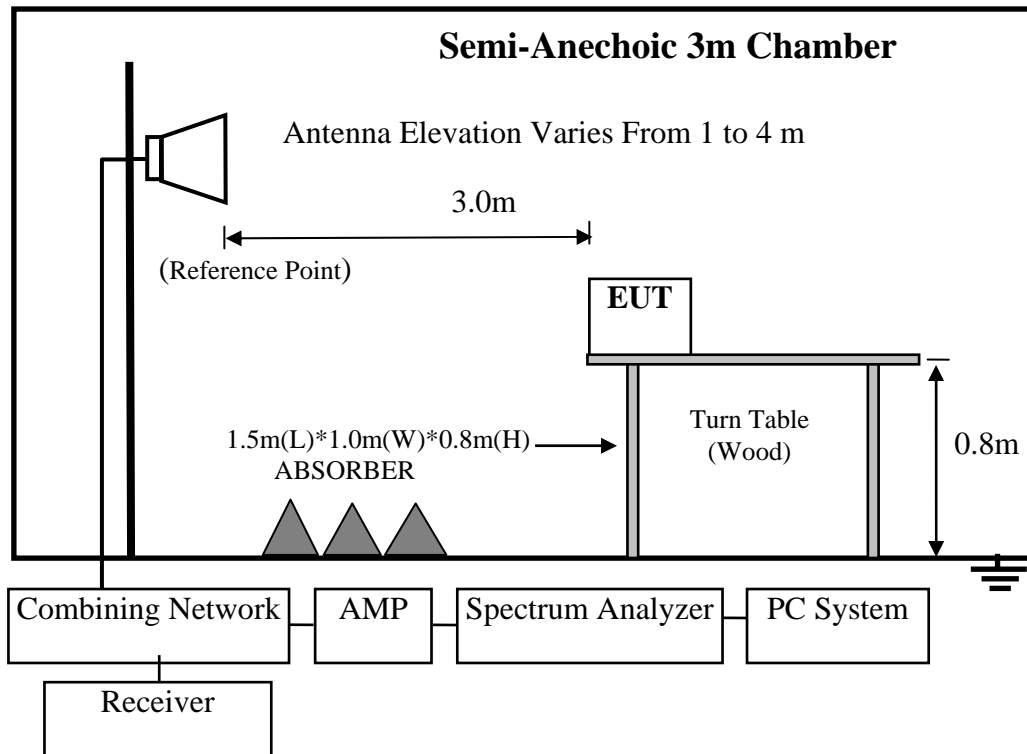 Semi-Anechoic 3m Chamber
Antenna Elevation Varies From 1 to 4 m
3.0m
(Reference Point)
EUT
1.5m(L)*1.0m(W)*0.8m(H)
ABSORBER
Turn Table
(Wood)
0.8m
Combining Network
AMP
Spectrum Analyzer
PC System
Receiver